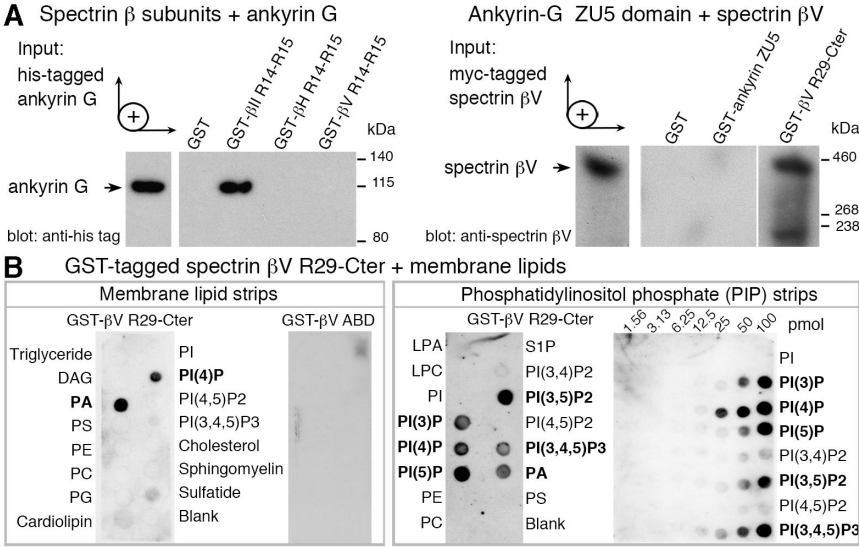 A
Spectrin β subunits + ankyrin G
Input:
his-tagged
ankyrin G
+
GST
GST-βII R14-R15
GST-βH R14-R15
GST-βV R14-R15
kDa
140
115
80
ankyrin G
blot: anti-his tag
Ankyrin-G ZU5 domain + spectrin βV
Input:
myc-tagged
spectrin βV
+
GST
GST-ankyrin ZU5
GST-βV R29-Cter
kDa
460
268
238
spectrin βV
blot: anti-spectrin βV
B
GST-tagged spectrin βV R29-Cter + membrane lipids
Membrane lipid strips
GST-βV R29-Cter
GST-βV ABD
Triglyceride
DAG
PA
PS
PE
PC
PG
Cardiolipin
PI
PI(4)P
PI(4,5)P2
PI(3,4,5)P3
Cholesterol
Sphingomyelin
Sulfatide
Blank
Phosphatidylinositol phosphate (PIP) strips
GST-βV R29-Cter
LPA
LPC
PI
PI(3)P
PI(4)P
PI(5)P
PE
PC
S1P
PI(3,4)P2
PI(3,5)P2
PI(4,5)P2
PI(3,4,5)P3
PA
PS
Blank
1.56
3.13
6.25
12.5
25
50
100
pmol
PI
PI(3)P
PI(4)P
PI(5)P
PI(3,4)P2
PI(3,5)P2
PI(4,5)P2
PI(3,4,5)P3